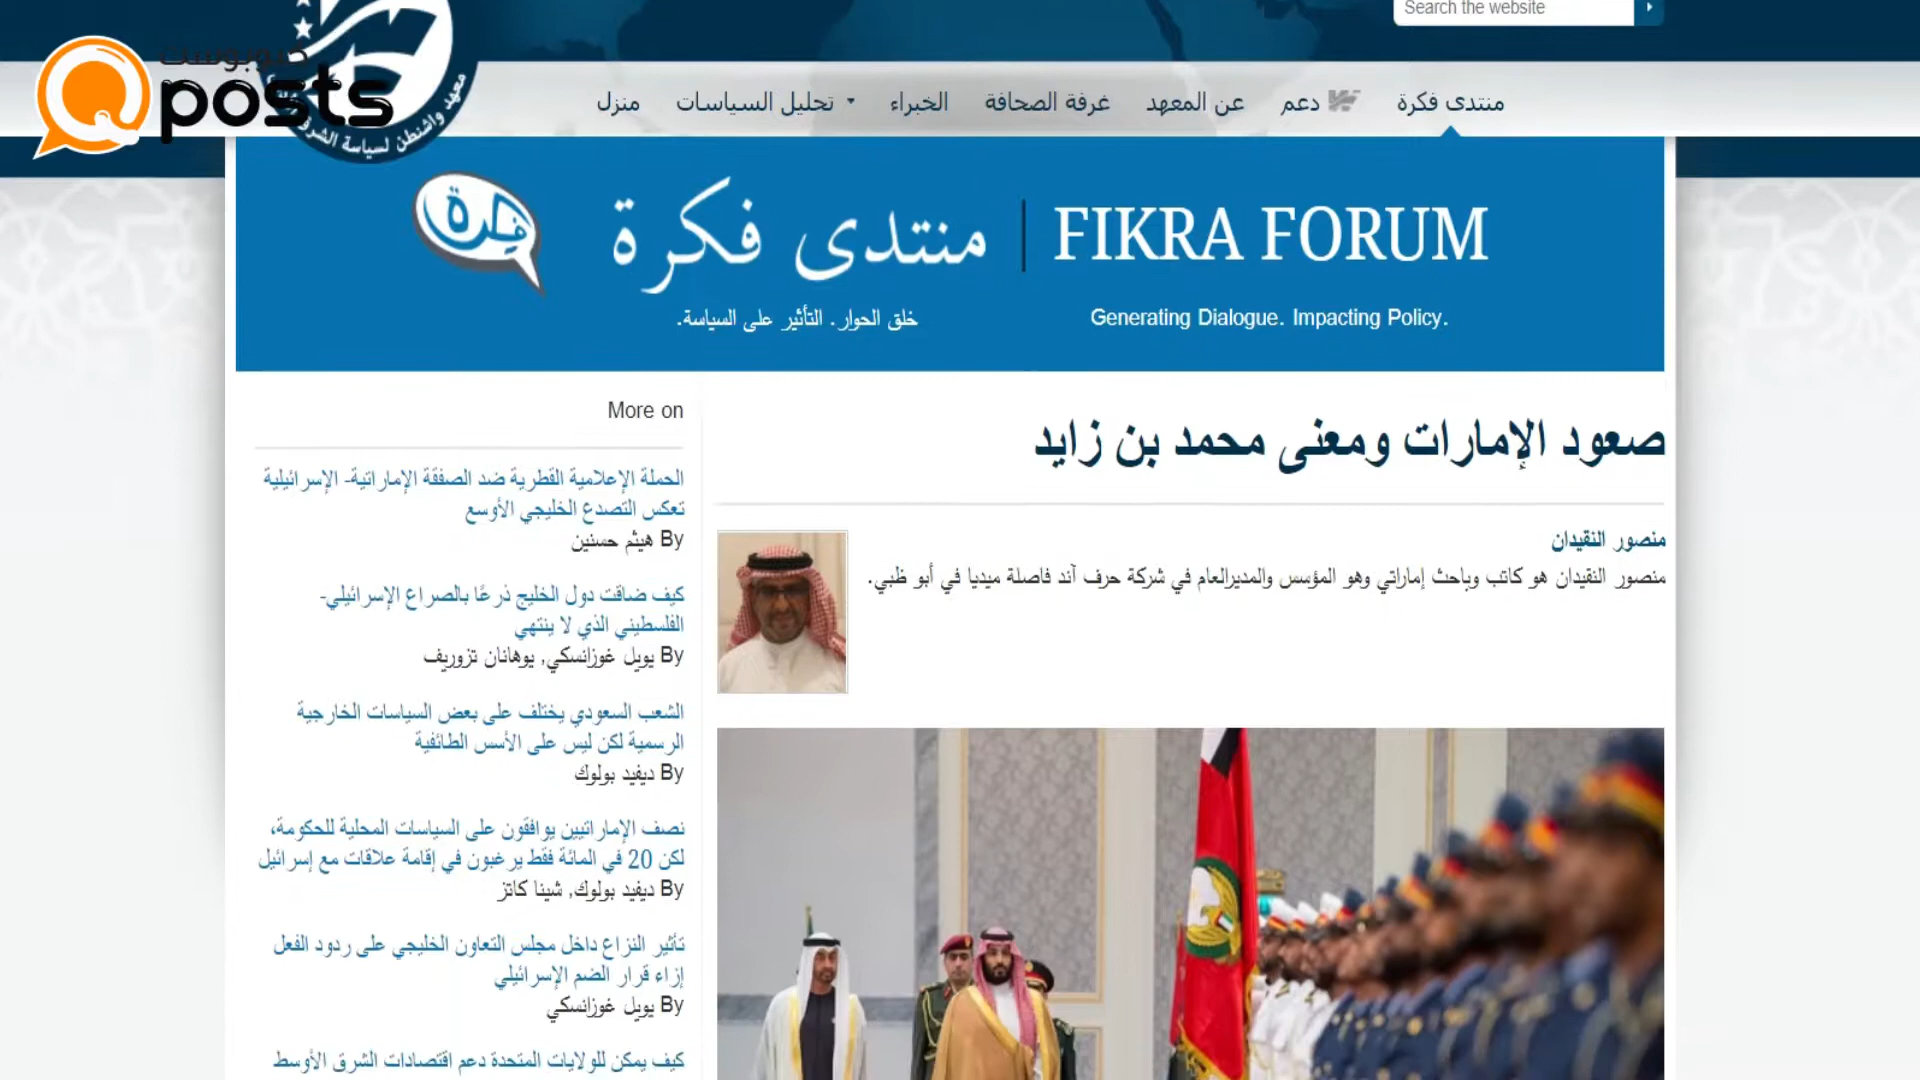 Search the website
كيوبوست
Qposts
معهد واشنطن لسياسة الشرق
منتدى فكرة
دعم
عن المعهد
غرفة الصحافة
الخبراء
تحليل السياسات
منزل
فكرة
منتدى فكرة | FIKRA FORUM
خلق الحوار. التأثير على السياسة.
Generating Dialogue. Impacting Policy.
صعود الإمارات ومعنى محمد بن زايد
منصور النقيدان
منصور النقيدان هو كاتب وباحث إماراتي وهو المؤسس والمديرالعام في شركة حرف آند فاصلة ميديا في أبو ظبي.
More on
الحملة الإعلامية القطرية ضد الصفقة الإماراتية- الإسرائيلية
تعكس التصدع الخليجي الأوسع
By هيثم حسنين
كيف ضاقت دول الخليج ذرعًا بالصراع الإسرائيلي-
الفلسطيني الذي لا ينتهي
By يويل غوزانسكي, يوهانان تزوريف
الشعب السعودي يختلف على بعض السياسات الخارجية
الرسمية لكن ليس على الأسس الطائفية
By ديفيد بولوك
نصف الإماراتيين يوافقون على السياسات المحلية للحكومة،
لكن 20 في المائة فقط يرغبون في إقامة علاقات مع إسرائيل
By ديفيد بولوك, شينا كاتز
تأثير النزاع داخل مجلس التعاون الخليجي على ردود الفعل
إزاء قرار الضم الإسرائيلي
By يويل غوزانسكي
كيف يمكن للولايات المتحدة دعم اقتصادات الشرق الأوسط